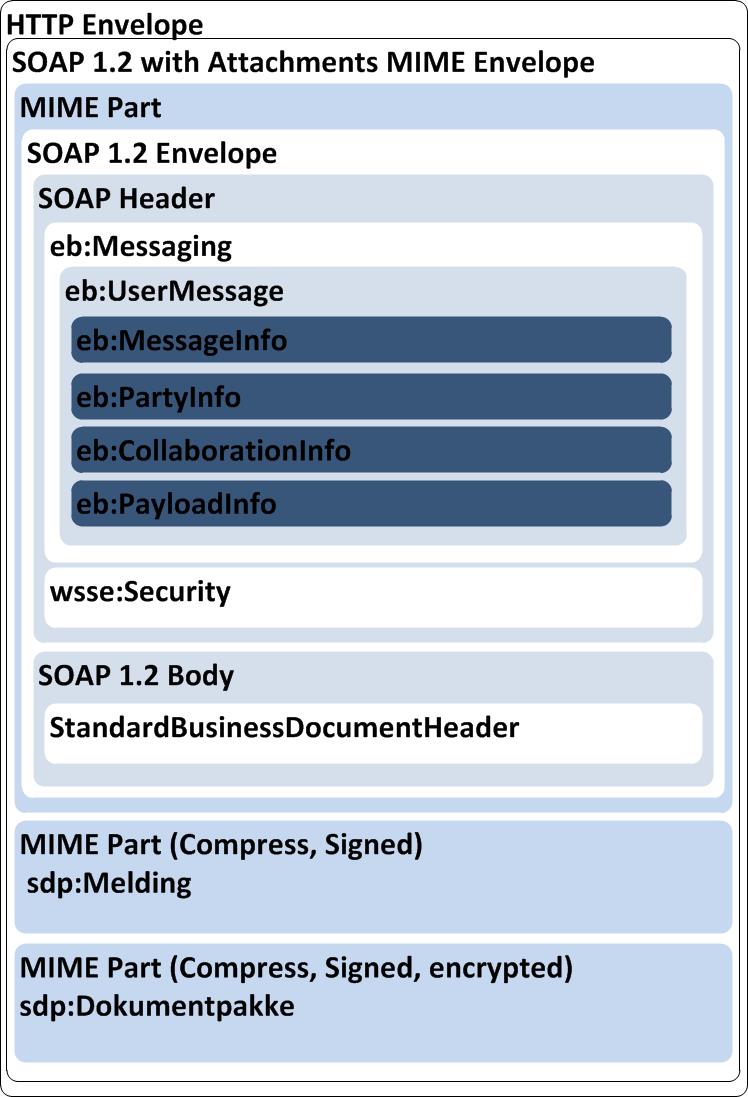 HTTP Envelope
SOAP 1.2 with Attachments MIME Envelope
MIME Part
SOAP 1.2 Envelope
SOAP Header
eb:Messaging
eb:UserMessage
eb:MessageInfo
eb:PartyInfo
eb:CollaborationInfo
eb:PayloadInfo
wsse:Security
SOAP 1.2 Body
StandardBusinessDocumentHeader
MIME Part (Compress, Signed)
sdp:Melding
MIME Part (Compress, Signed, encrypted)
sdp:Dokumentpakke